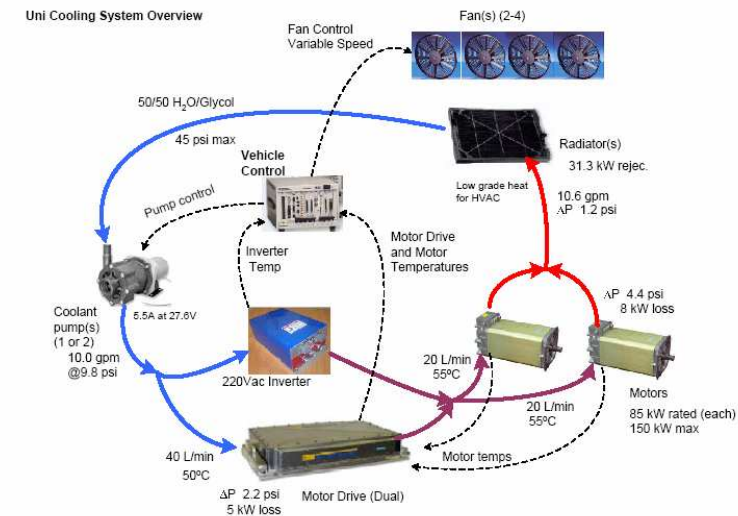 Uni Cooling System Overview
Fan Control
Variable Speed
Fan(s) (2-4)
50/50 H₂O/Glycol
45 psi max
Vehicle
Control
Radiator(s)
31.3 kW rejec.
Low grade heat
for HVAC
10.6 gpm
ΔP 1.2 psi
Pump control
Inverter
Temp
Motor Drive
and Motor
Temperatures
5.5A at 27.6V
Coolant
pump(s)
(1 or 2)
10.0 gpm
@9.8 psi
220Vac Inverter
ΔP 4.4 psi
8 kW loss
20 L/min
55ºC
20 L/min
55ºC
Motors
85 kW rated (each)
150 kW max
40 L/min
50ºC
Motor temps
ΔP 2.2 psi
5 kW loss
Motor Drive (Dual)